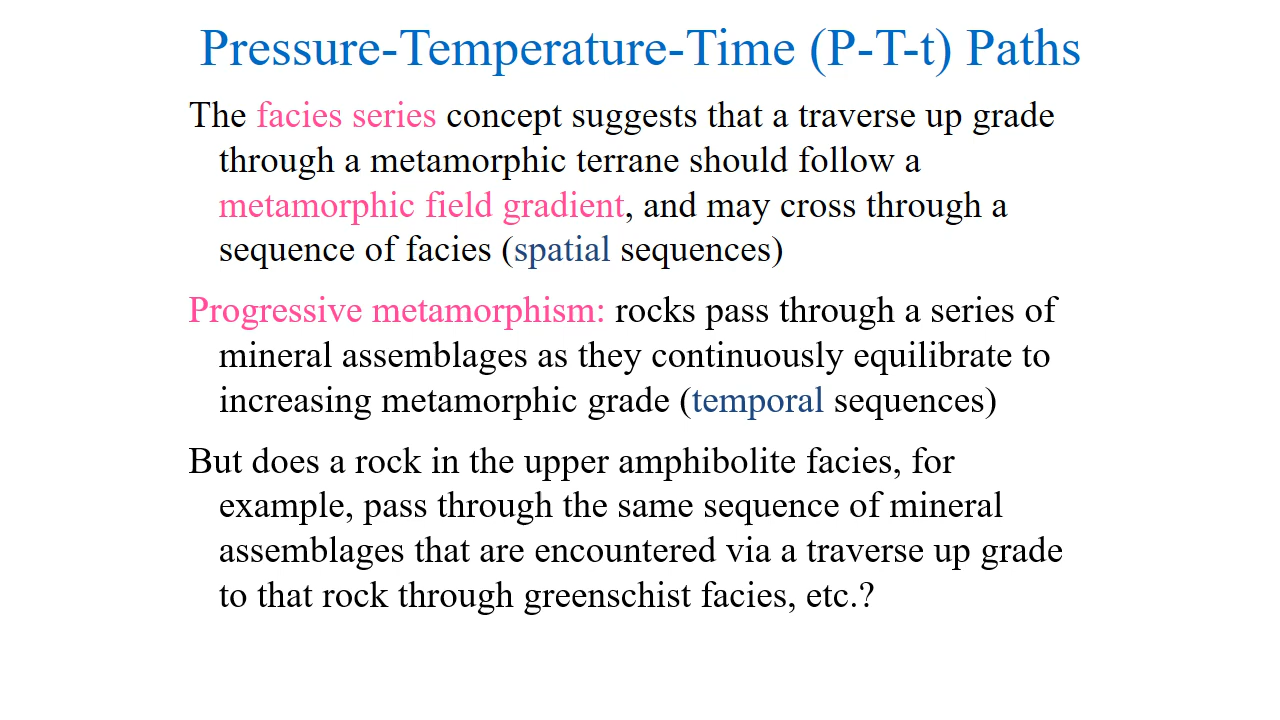 Pressure-Temperature-Time (P-T-t) Paths
The facies series concept suggests that a traverse up grade
through a metamorphic terrane should follow a
metamorphic field gradient, and may cross through a
sequence of facies (spatial sequences)
Progressive metamorphism: rocks pass through a series of
mineral assemblages as they continuously equilibrate to
increasing metamorphic grade (temporal sequences)
But does a rock in the upper amphibolite facies, for
example, pass through the same sequence of mineral
assemblages that are encountered via a traverse up grade
to that rock through greenschist facies, etc.?